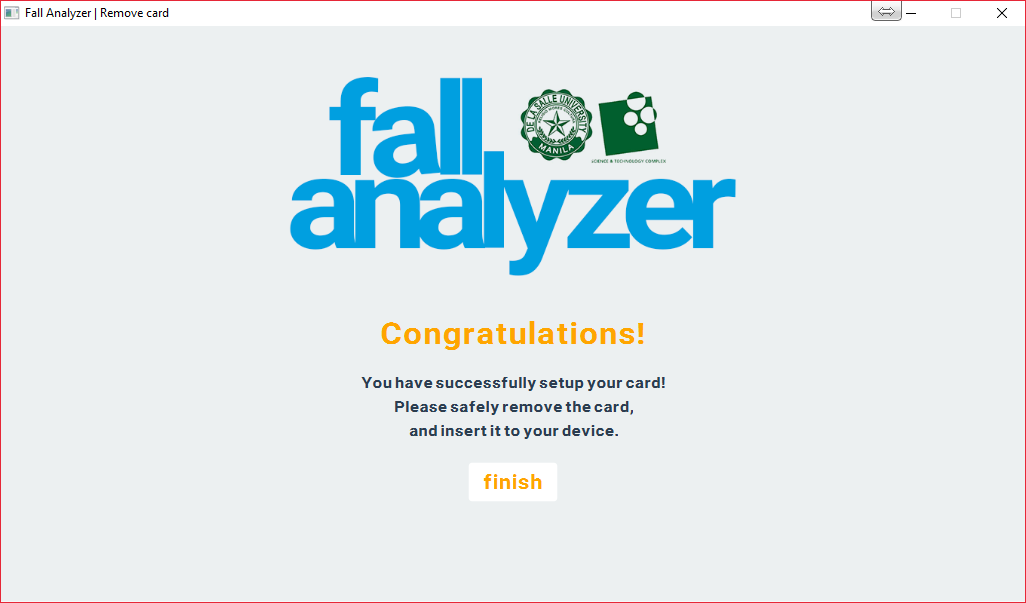 Fall Analyzer | Remove card
fall
analyzer
DE LA SALLE UNIVERSITY
MANILA
SCIENCE & TECHNOLOGY COMPLEX
Congratulations!
You have successfully setup your card!
Please safely remove the card,
and insert it to your device.
finish